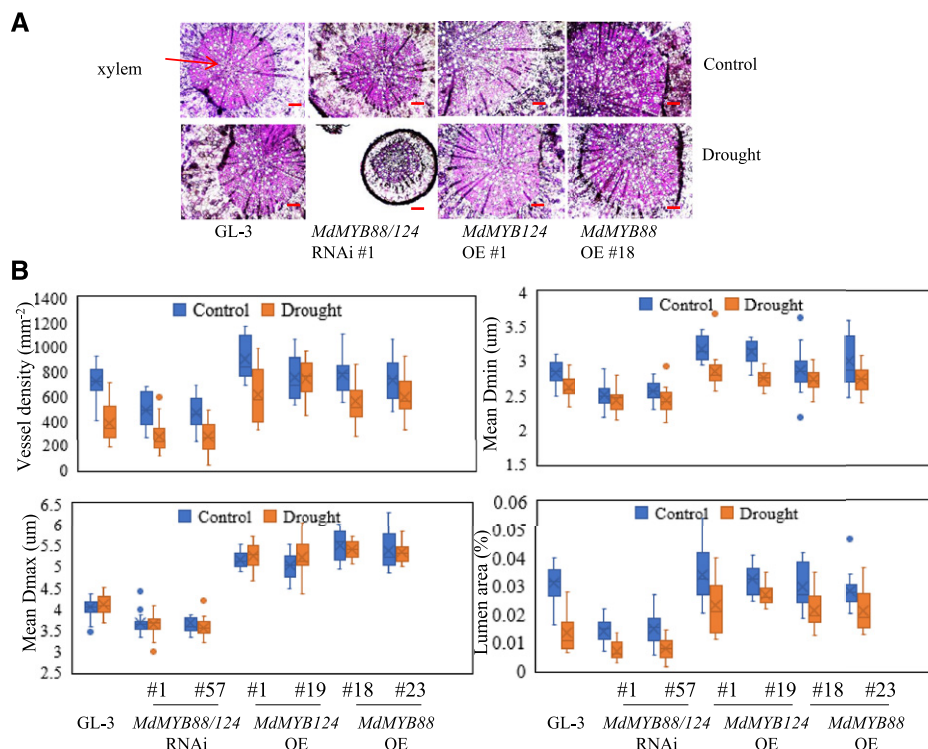 A
xylem
Control
Drought
GL-3
MdMYB88/124
RNAi #1
MdMYB124
OE #1
MdMYB88
OE #18
B
Vessel density (mm-2)
1400
1200
1000
800
600
400
200
0
Control Drought
Mean Dmin (um)
4
3.5
3
2.5
2
1.5
Control Drought
Mean Dmax (um)
6.5
6
5.5
5
4.5
4
3.5
3
2.5
Control Drought
Lumen area (%)
0.06
0.05
0.04
0.03
0.02
0.01
0
Control Drought
#1 #57 #1 #19 #18 #23
GL-3 MdMYB88/124 MdMYB124 MdMYB88
RNAi OE OE
#1 #57 #1 #19 #18 #23
GL-3 MdMYB88/124 MdMYB124 MdMYB88
RNAi OE OE